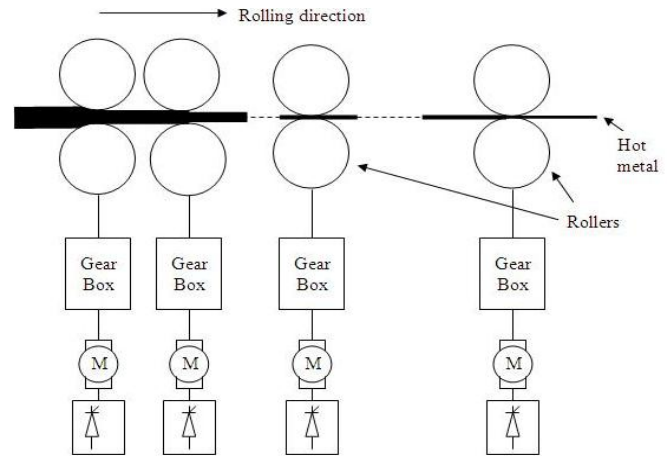 Rolling direction
Hot
metal
Rollers
Gear
Box
Gear
Box
Gear
Box
Gear
Box
M
M
M
M